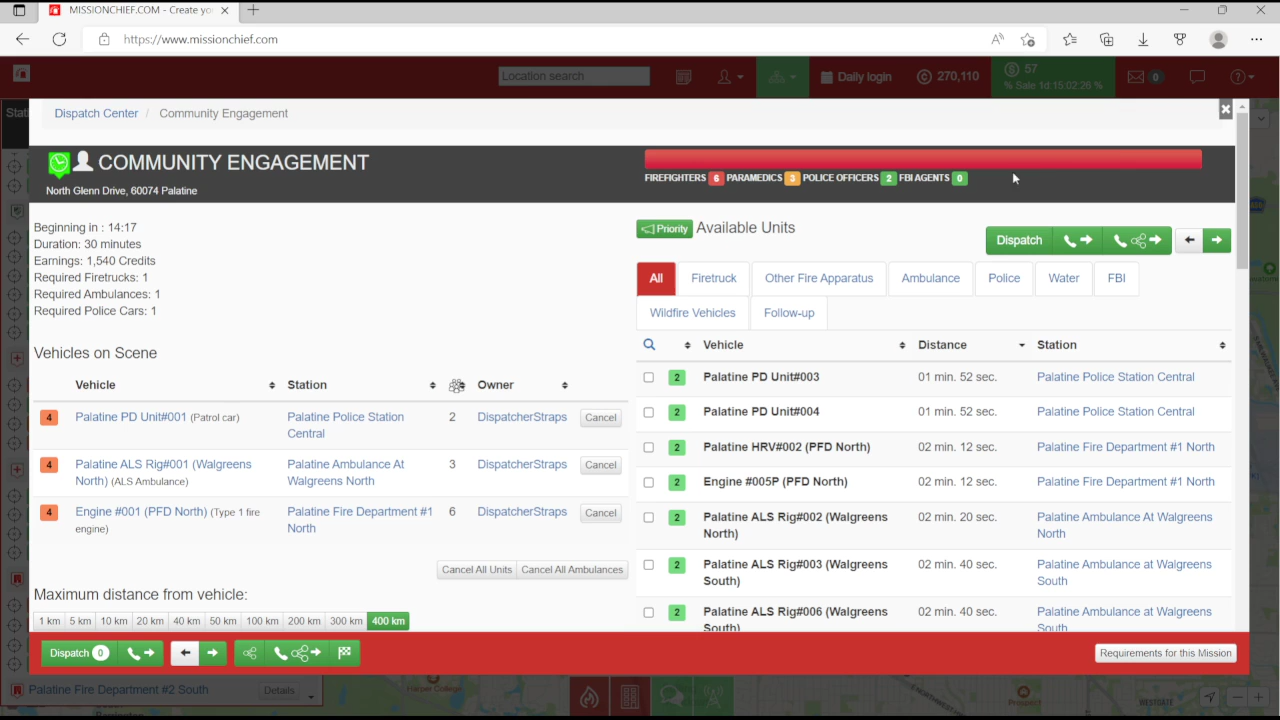 MISSIONCHIEF.COM - Create yo
https://www.missionchief.com
Location search
Daily login
270,110
57
% Sale 1d 15:02:26 %
0
Stati
Dispatch Center / Community Engagement
COMMUNITY ENGAGEMENT
North Glenn Drive, 60074 Palatine
FIREFIGHTERS 6 PARAMEDICS 3 POLICE OFFICERS 2 FBI AGENTS 0
Beginning in : 14:17
Duration: 30 minutes
Earnings: 1,540 Credits
Required Firetrucks: 1
Required Ambulances: 1
Required Police Cars: 1
Vehicles on Scene
Vehicle Station Owner
4 Palatine PD Unit#001 (Patrol car) Palatine Police Station Central 2 DispatcherStraps Cancel
4 Palatine ALS Rig#001 (Walgreens North) (ALS Ambulance) Palatine Ambulance At Walgreens North 3 DispatcherStraps Cancel
4 Engine #001 (PFD North) (Type 1 fire engine) Palatine Fire Department #1 North 6 DispatcherStraps Cancel
Cancel All Units Cancel All Ambulances
Maximum distance from vehicle:
1 km 5 km 10 km 20 km 40 km 50 km 100 km 200 km 300 km 400 km
Priority Available Units
Dispatch
All Firetruck Other Fire Apparatus Ambulance Police Water FBI
Wildfire Vehicles Follow-up
Vehicle Distance Station
2 Palatine PD Unit#003 01 min. 52 sec. Palatine Police Station Central
2 Palatine PD Unit#004 01 min. 52 sec. Palatine Police Station Central
2 Palatine HRV#002 (PFD North) 02 min. 12 sec. Palatine Fire Department #1 North
2 Engine #005P (PFD North) 02 min. 12 sec. Palatine Fire Department #1 North
2 Palatine ALS Rig#002 (Walgreens North) 02 min. 20 sec. Palatine Ambulance At Walgreens North
2 Palatine ALS Rig#003 (Walgreens South) 02 min. 40 sec. Palatine Ambulance at Walgreens South
2 Palatine ALS Rig#006 (Walgreens South) 02 min. 40 sec. Palatine Ambulance at Walgreens South
Dispatch 0
Requirements for this Mission
Palatine Fire Department #2 South Details
Harper College
Prospect
WESTGATE